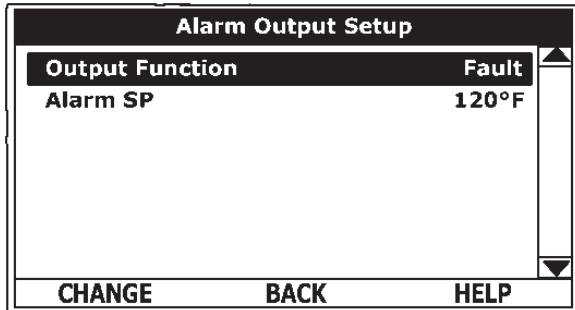 Alarm Output Setup
Output Function Fault
Alarm SP 120°F
CHANGE BACK HELP